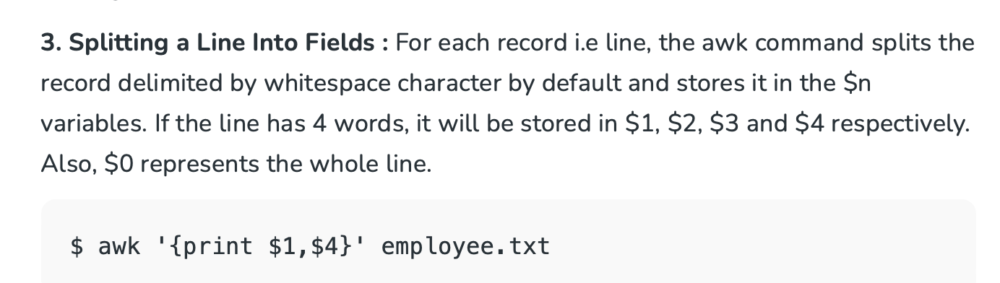 3. Splitting a Line Into Fields : For each record i.e line, the awk command splits the
record delimited by whitespace character by default and stores it in the $n
variables. If the line has 4 words, it will be stored in $1, $2, $3 and $4 respectively.
Also, $0 represents the whole line.
$ awk '{print $1,$4}' employee.txt